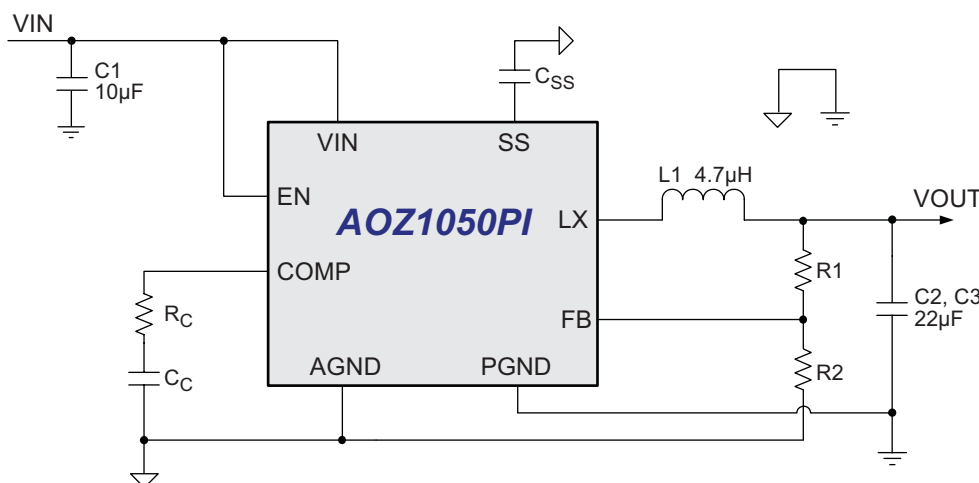 VIN
C1
10µF
CSS
VIN
SS
L1 4.7µH
EN
AOZ1050PI
LX
VOUT
COMP
R1
RC
FB
C2, C3
22µF
CC
AGND
PGND
R2